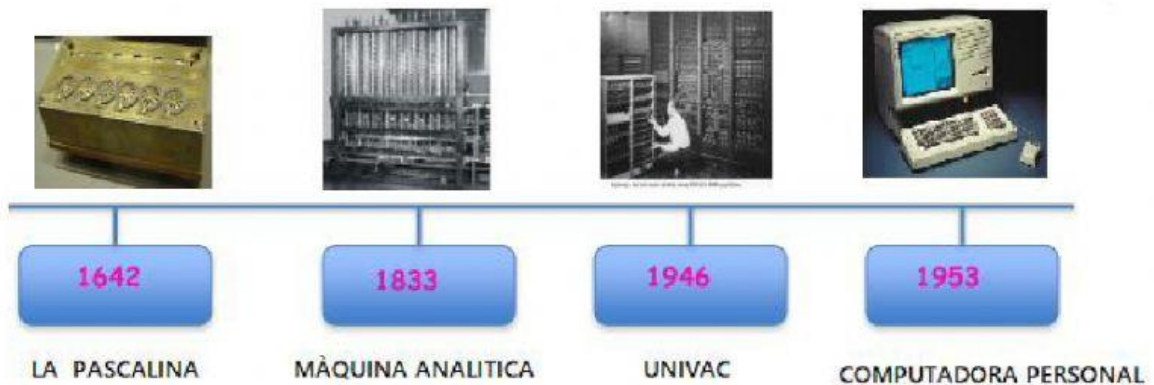 1642
1833
1946
1953
LA PASCALINA
MÀQUINA ANALITICA
UNIVAC
COMPUTADORA PERSONAL